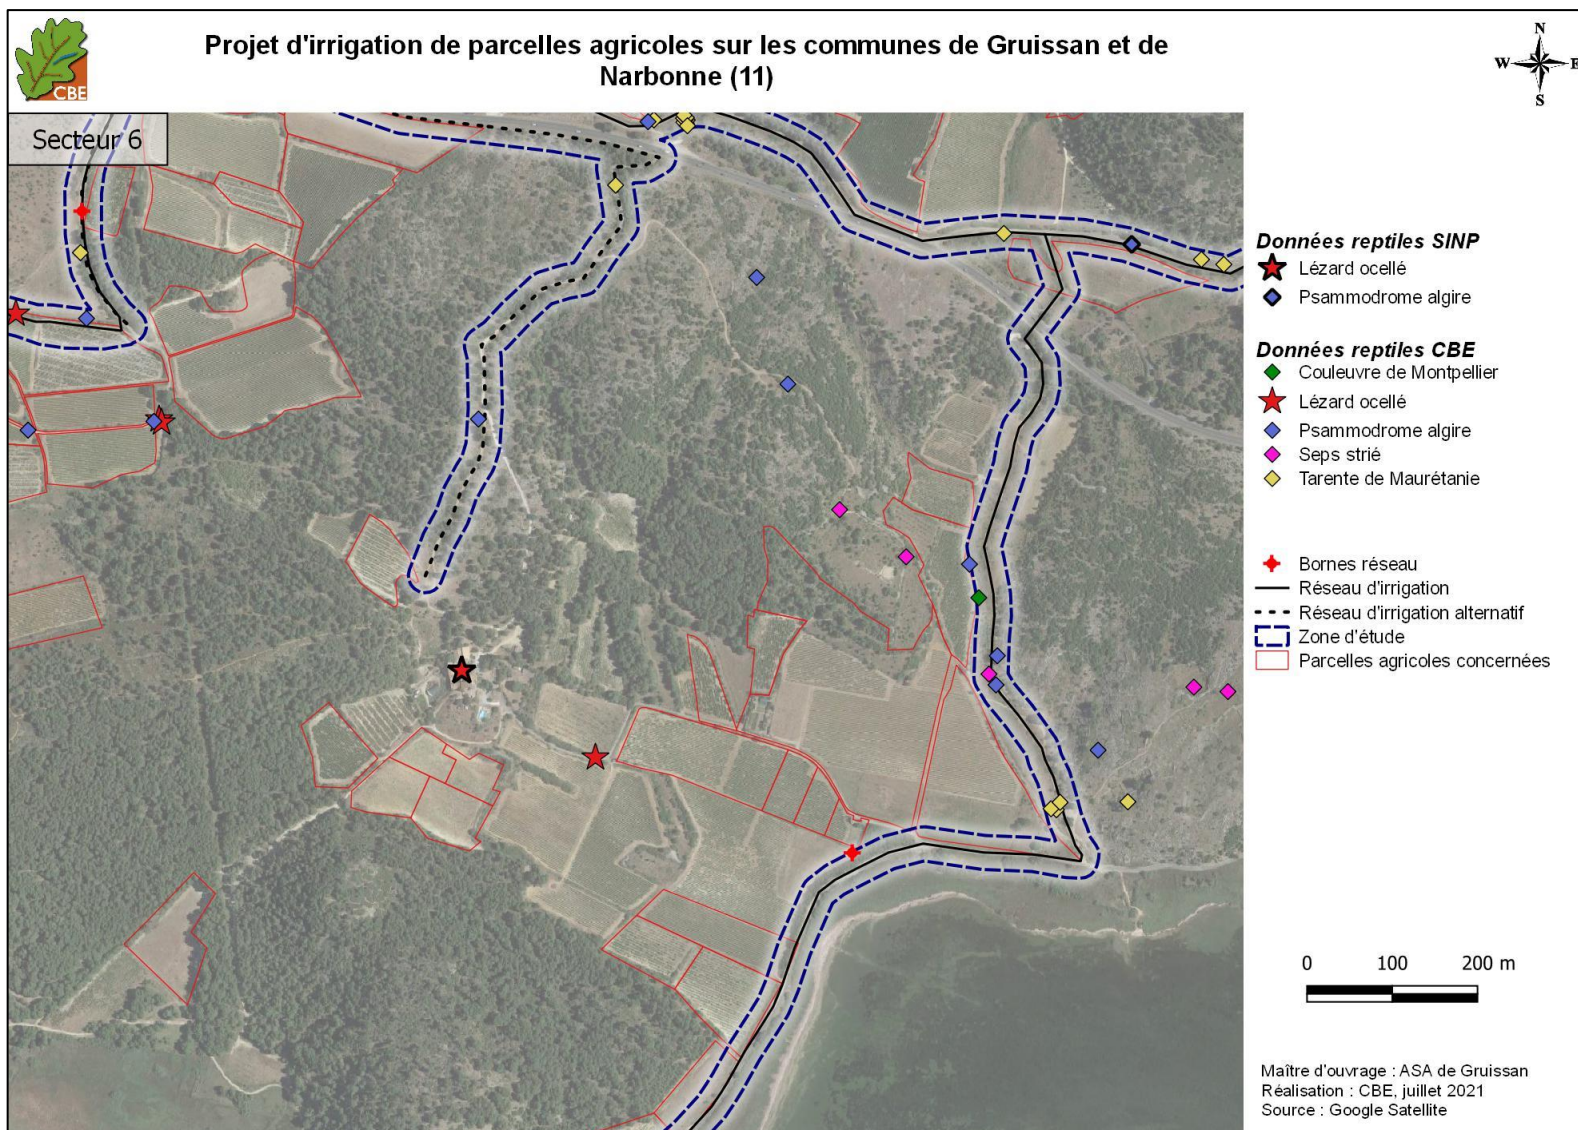 CBE
Projet d'irrigation de parcelles agricoles sur les communes de Gruissan et de
Narbonne (11)
N
W E
S
Secteur 6
Données reptiles SINP
Lézard ocellé
Psammodrome algire
Données reptiles CBE
Couleuvre de Montpellier
Lézard ocellé
Psammodrome algire
Seps strié
Tarente de Maurétanie
Bornes réseau
Réseau d'irrigation
Réseau d'irrigation alternatif
Zone d'étude
Parcelles agricoles concernées
0 100 200 m
Maître d'ouvrage : ASA de Gruissan
Réalisation : CBE, juillet 2021
Source : Google Satellite